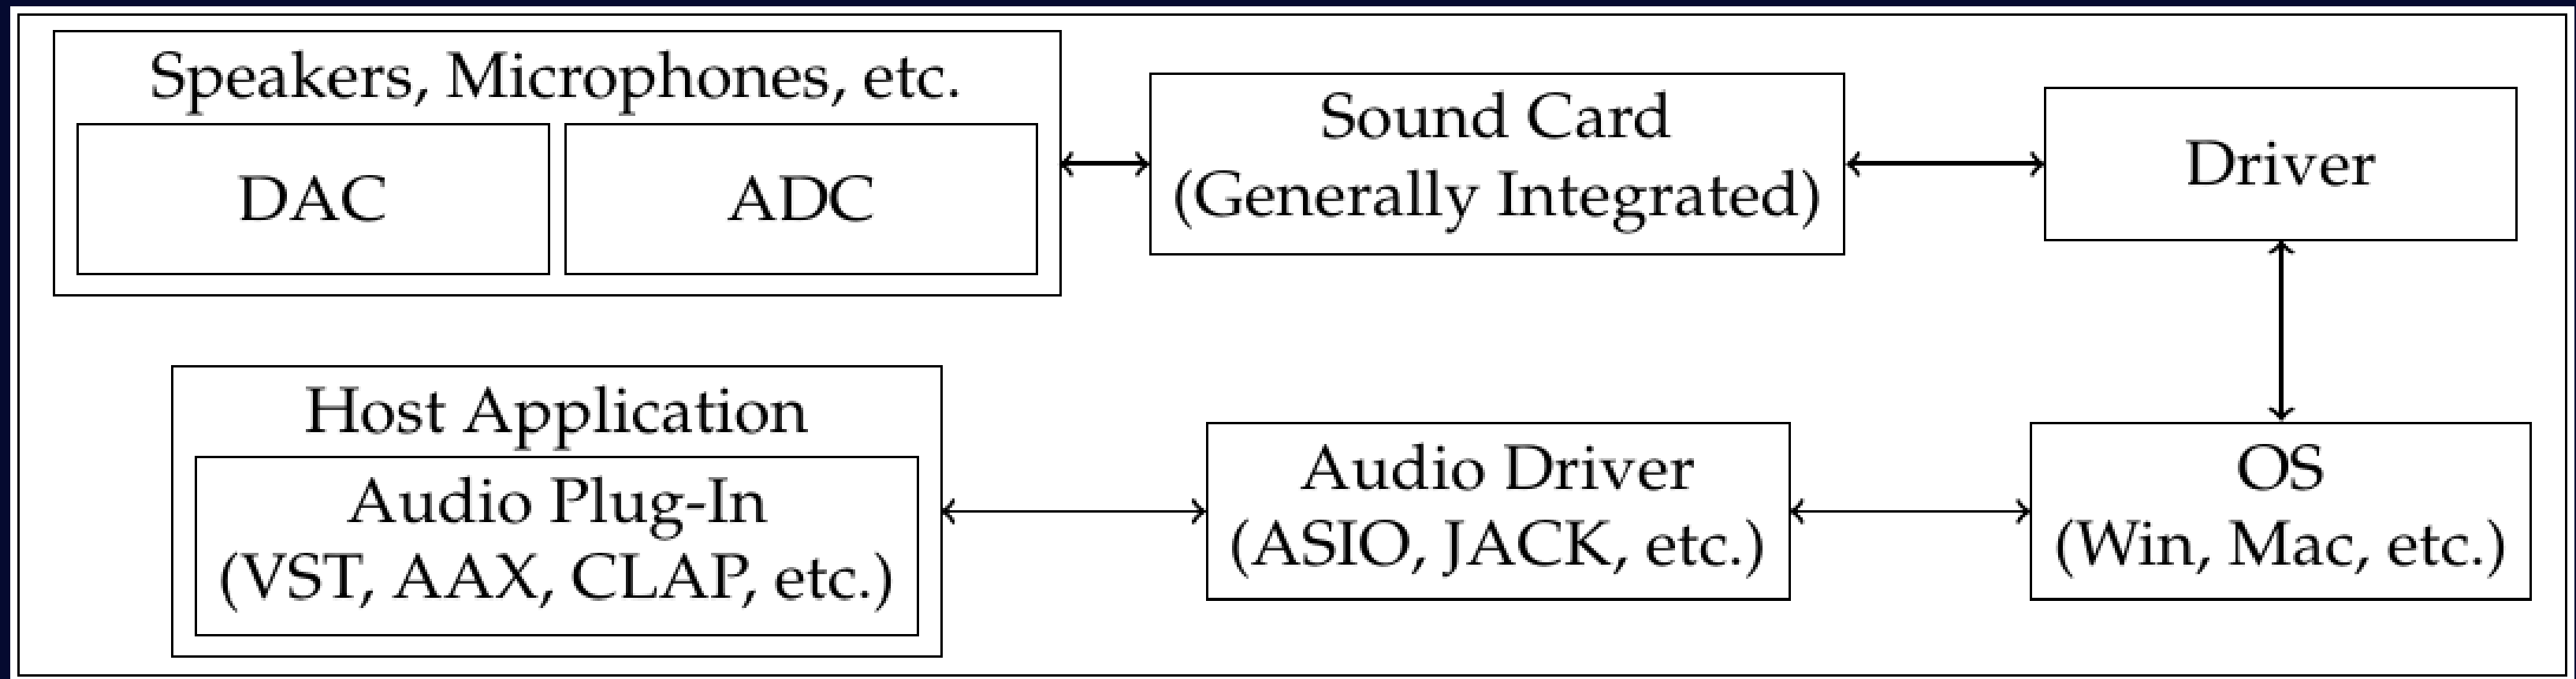 Speakers, Microphones, etc.
DAC
ADC
Sound Card
(Generally Integrated)
Driver
Host Application
Audio Plug-In
(VST, AAX, CLAP, etc.)
Audio Driver
(ASIO, JACK, etc.)
OS
(Win, Mac, etc.)